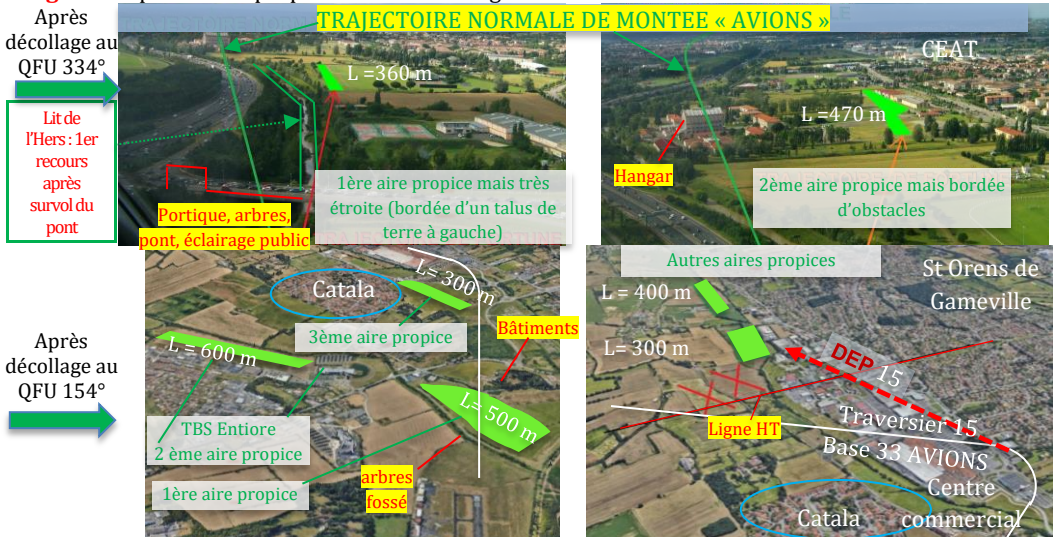 TRAJECTOIRE NORMALE DE MONTEE « AVIONS »
Après
décollage au
QFU 334°
Lit de
l'Hers : 1er
recours
après
survol du
pont
L =360 m
Portique, arbres,
pont, éclairage public
1ère aire propice mais très
étroite (bordée d'un talus de
terre à gauche)
CEAT
L =470 m
Hangar
2ème aire propice mais bordée
d'obstacles
Après
décollage au
QFU 154°
Catala
L= 300 m
3ème aire propice
Bâtiments
L = 600 m
L= 500 m
TBS Entiore
2 ème aire propice
1ère aire propice
arbres
fossé
Autres aires propices
St Orens de
Gameville
L = 400 m
L= 300 m
DEP 15
Ligne HT
Traversier 15
Base 33 AVIONS
Centre
commercial
Catala